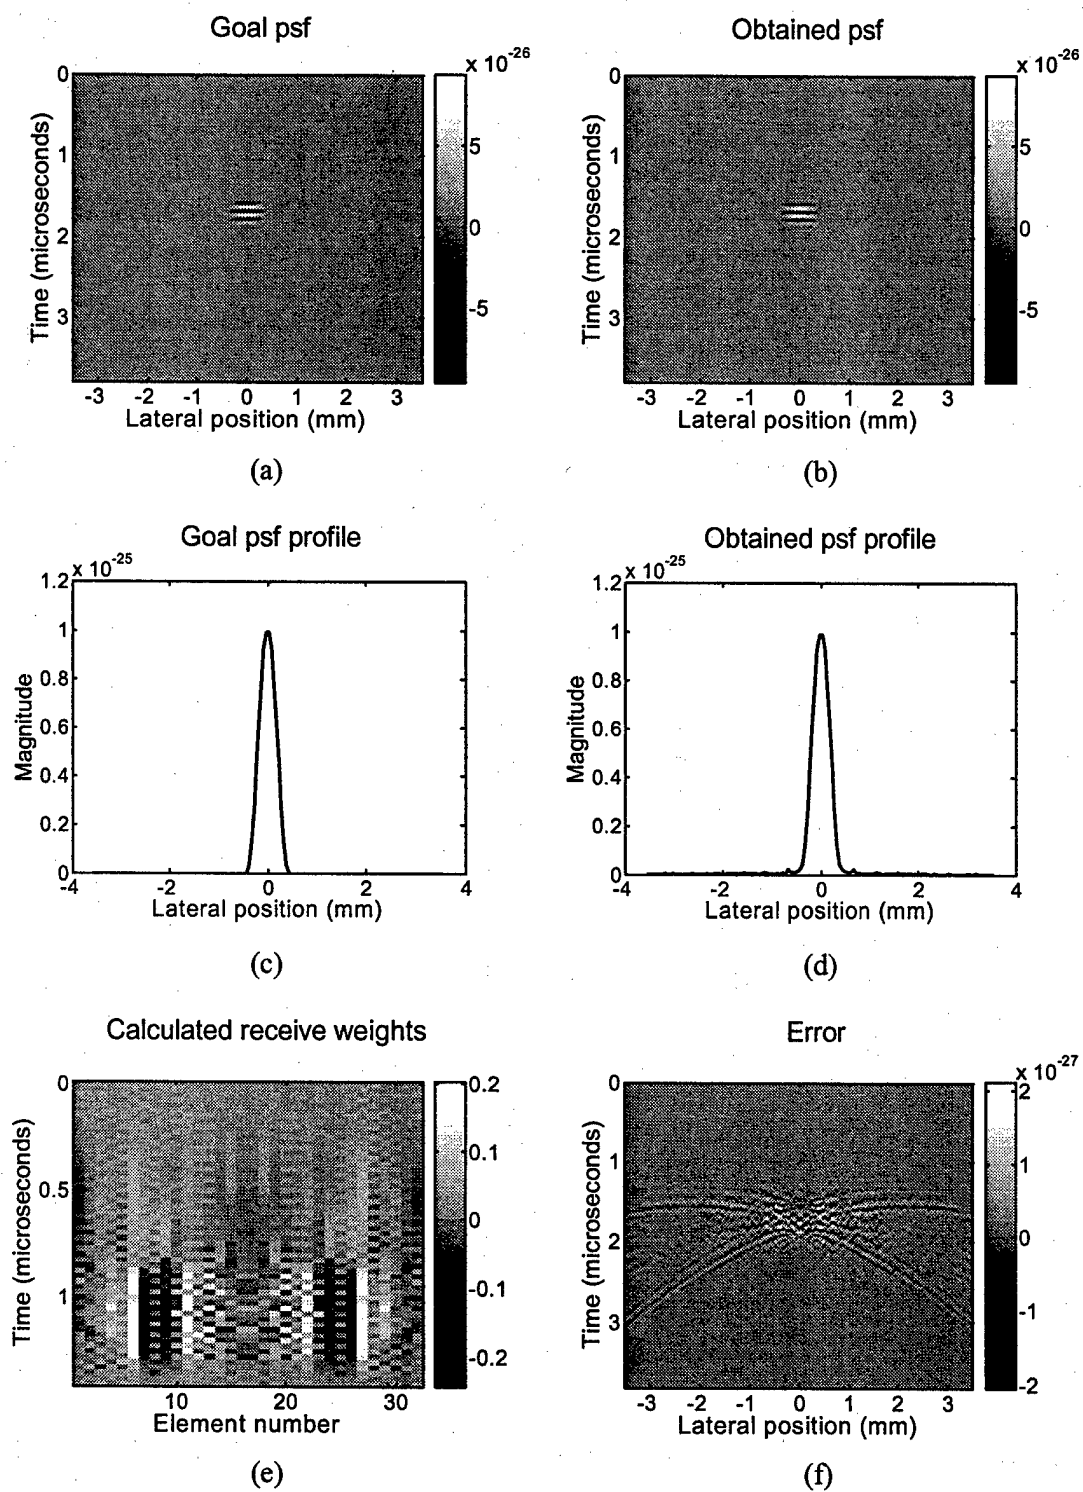 Goal psf
Obtained psf
x 10-26
x 10-26
0
1
2
3
Time (microseconds)
5
0
-5
-3 -2 -1 0 1 2 3
Lateral position (mm)
(a)
0
1
2
3
Time (microseconds)
5
0
-5
-3 -2 -1 0 1 2 3
Lateral position (mm)
(b)
Goal psf profile
x 10-25
1.2
1
0.8
0.6
0.4
0.2
0
Magnitude
-4 -2 0 2 4
Lateral position (mm)
(c)
Obtained psf profile
x 10-25
1.2
1
0.8
0.6
0.4
0.2
0
Magnitude
-4 -2 0 2 4
Lateral position (mm)
(d)
Calculated receive weights
0
0.5
1
Time (microseconds)
0.2
0.1
0
-0.1
-0.2
10 20 30
Element number
(e)
Error
x 10-27
0
1
2
3
Time (microseconds)
2
1
0
-1
-2
-3 -2 -1 0 1 2 3
Lateral position (mm)
(f)